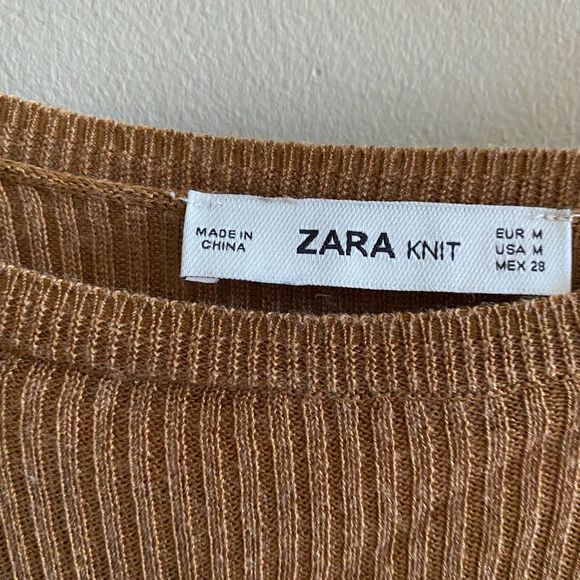 MADE IN
CHINA
ZARA KNIT
EUR M
USA M
MEX 28